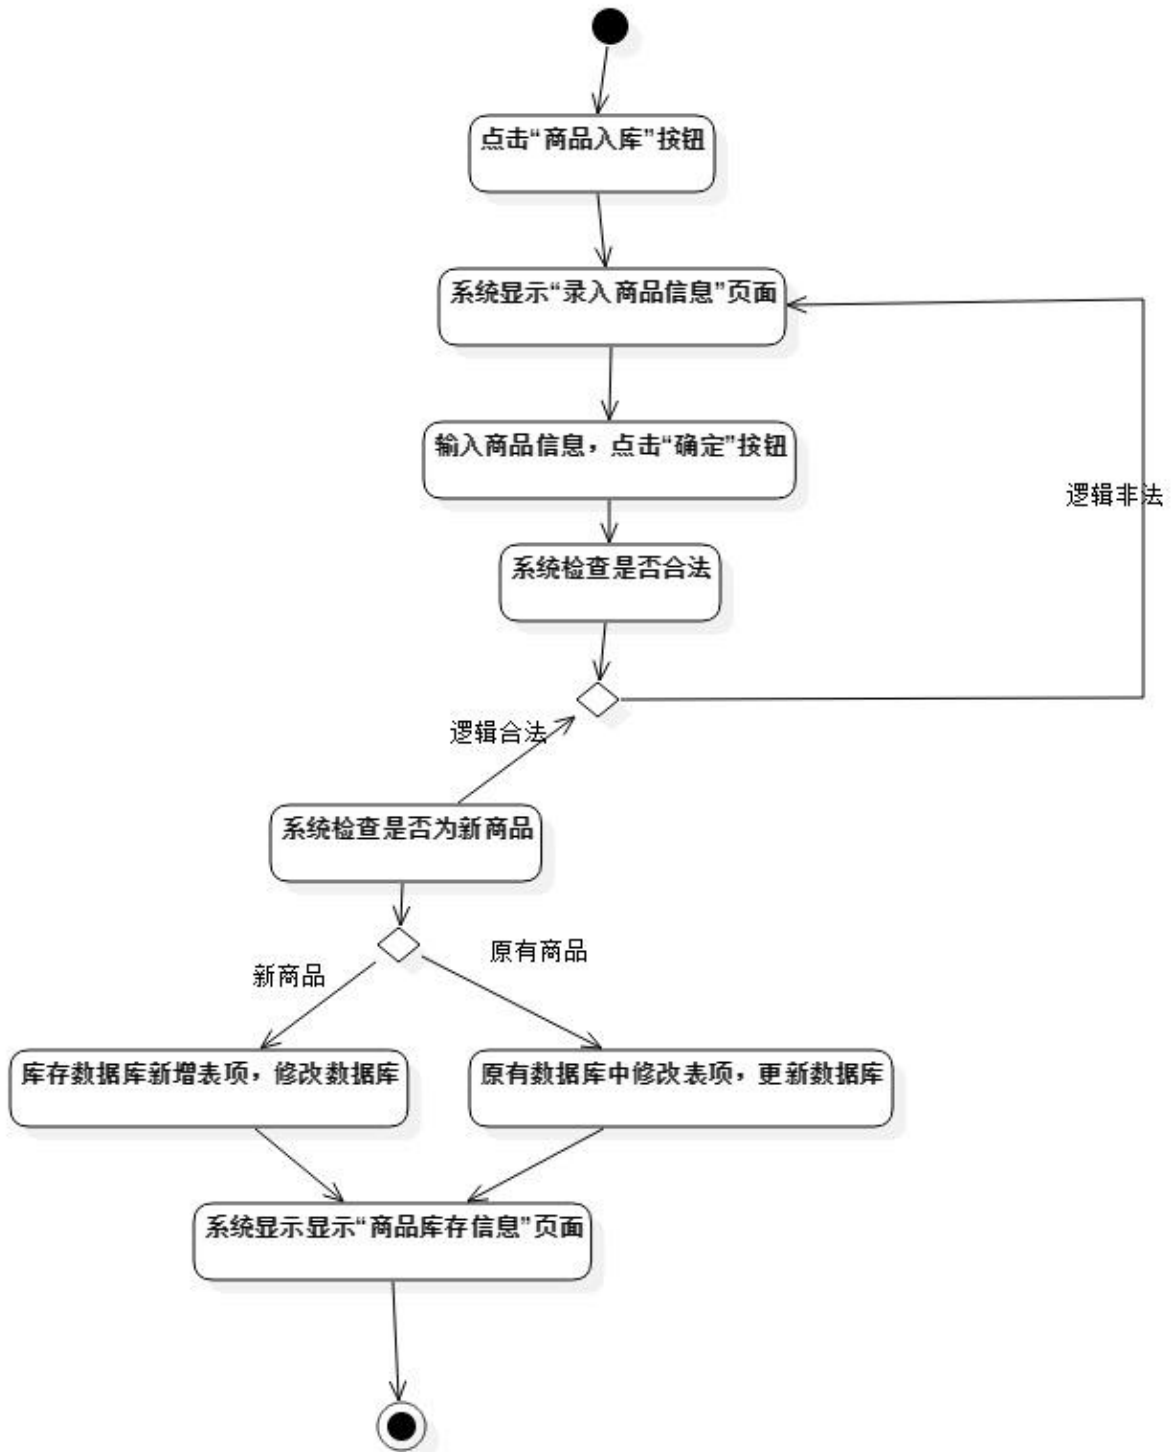 点击“商品入库”按钮
系统显示“录入商品信息”页面
输入商品信息，点击“确定”按钮
逻辑非法
系统检查是否合法
逻辑合法
系统检查是否为新商品
原有商品
新商品
库存数据库新增表项，修改数据库
原有数据库中修改表项，更新数据库
系统显示显示“商品库存信息”页面